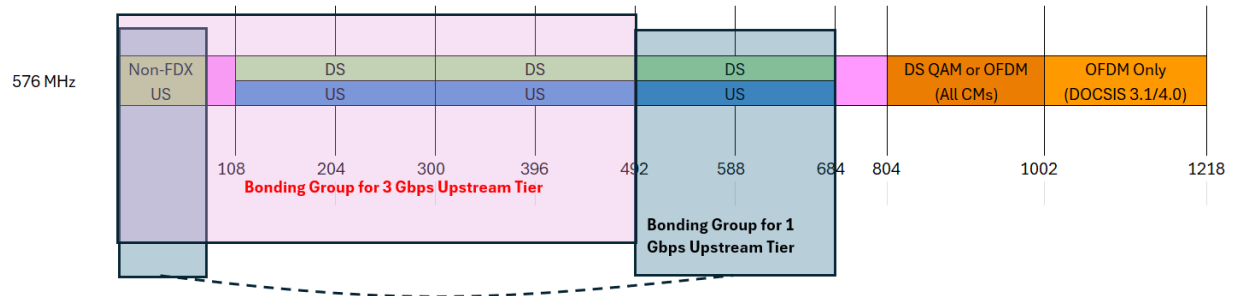 Non-FDX
US
DS
US
DS
US
DS
US
DS QAM or OFDM
(All CMs)
OFDM Only
(DOCSIS 3.1/4.0)
576 MHz
108
204
300
396
492
588
684
804
1002
1218
Bonding Group for 3 Gbps Upstream Tier
Bonding Group for 1
Gbps Upstream Tier